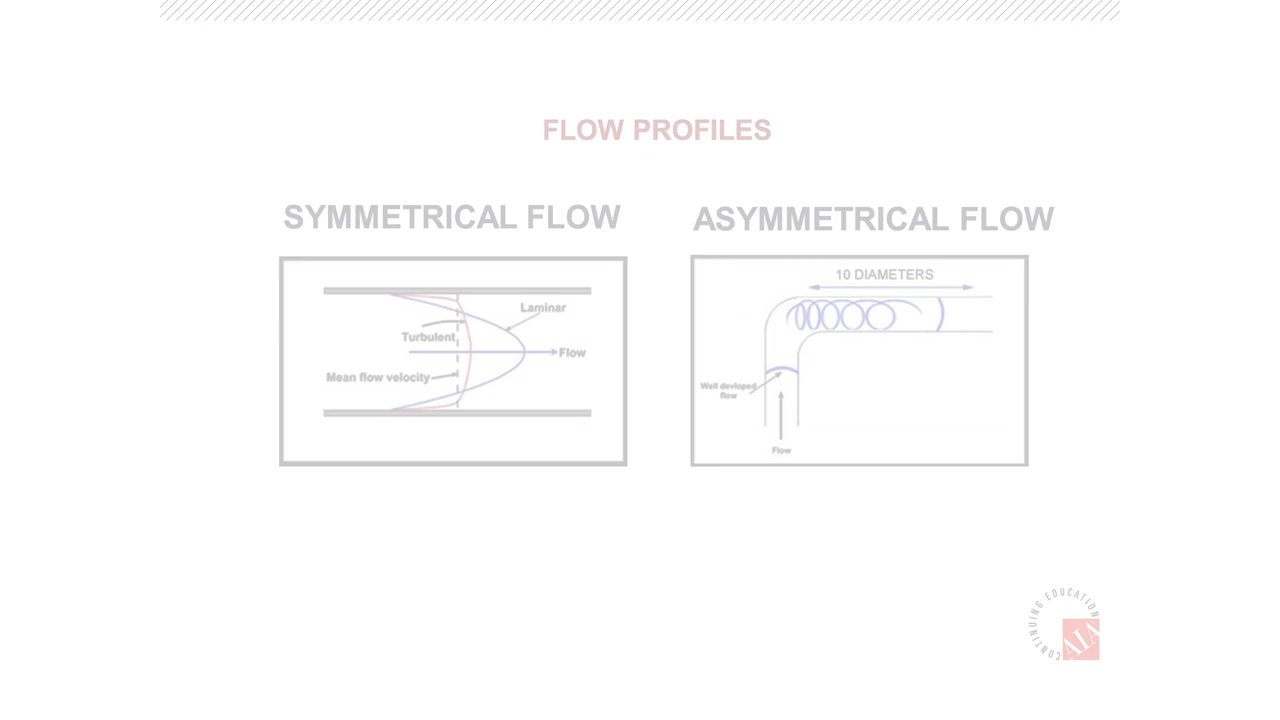 FLOW PROFILES
SYMMETRICAL FLOW
Laminar
Turbulent
Flow
Mean flow velocity
ASYMMETRICAL FLOW
10 DIAMETERS
Well devloped
flow
Flow
CONTINUING EDUCATION
AIA